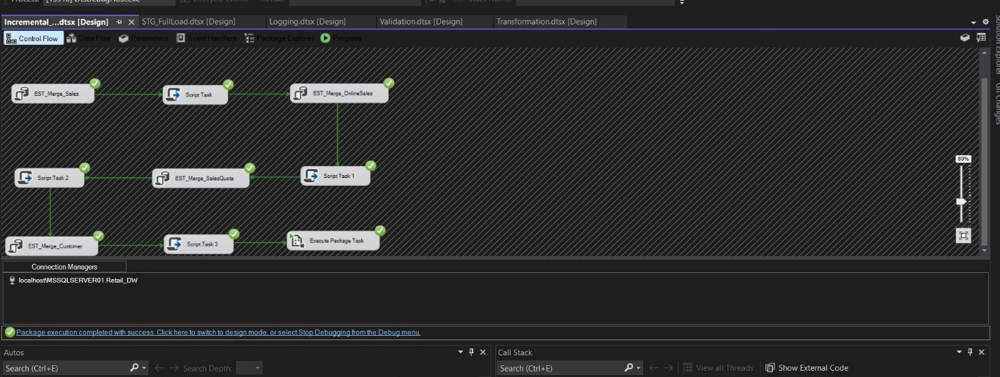 Process: [15916] DtsDebugHost.exe Lifecycle Events Thread: Stack Frame:
Incremental_...dtsx [Design] STG_FullLoad.dtsx [Design] Logging.dtsx [Design] Validation.dtsx [Design] Transformation.dtsx [Design]
Control Flow Data Flow Parameters Event Handlers Package Explorer Progress
EST_Merge_Sales Script Task EST_Merge_OnlineSales
80%
Script Task 2 EST_Merge_SalesQuota Script Task 1
EST_Merge_Customer Script Task 3 Execute Package Task
Connection Managers
localhost\MSSQLSERVER01.Retail_DW
Package execution completed with success. Click here to switch to design mode, or select Stop Debugging from the Debug menu.
Autos Call Stack
Search (Ctrl+E) Search Depth: Search (Ctrl+E) View all Threads Show External Code
Solution Explorer
Git Changes